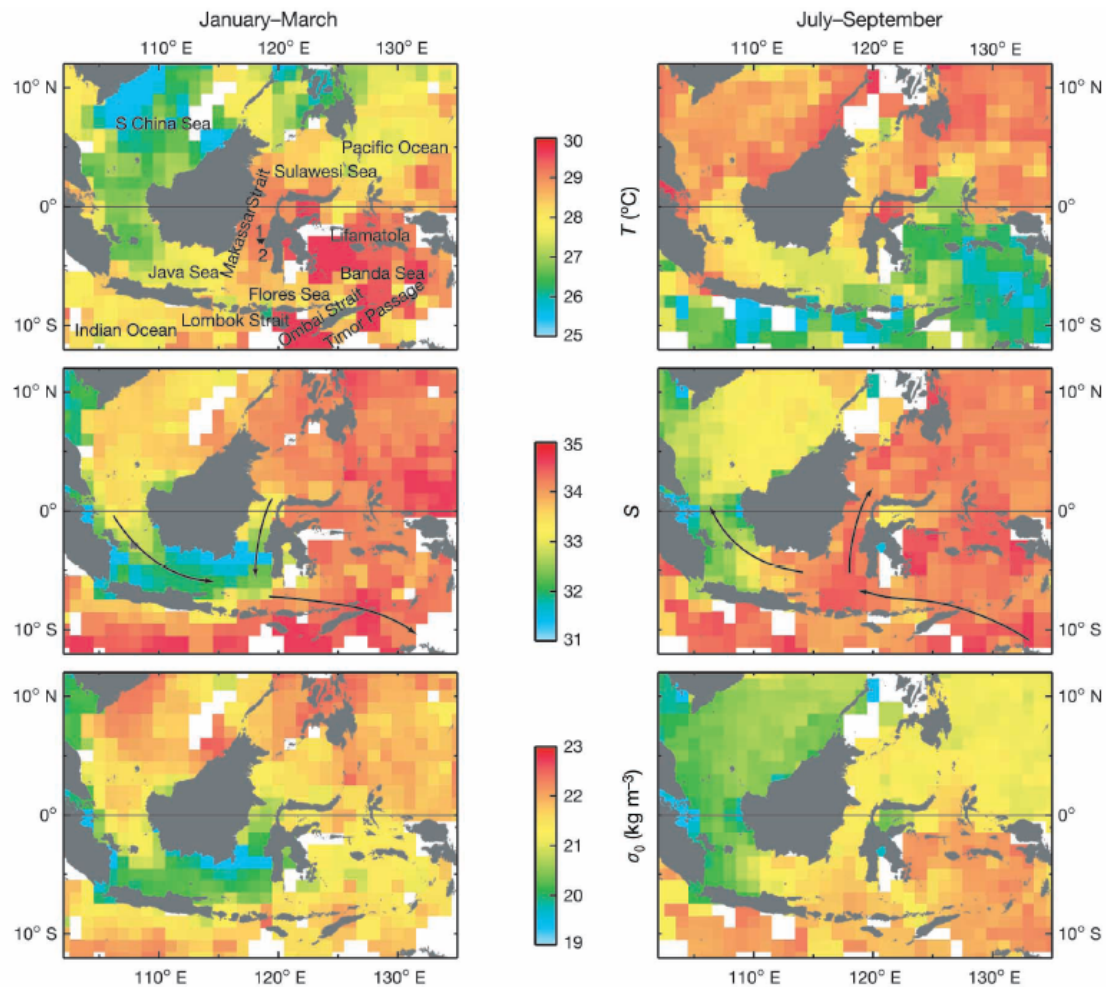 January–March
July–September
110° E 120° E 130° E
110° E 120° E 130° E
10° N
0°
10° S
S China Sea
Pacific Ocean
Sulawesi Sea
Makassar Strait
1
2
Lifamatola
Java Sea
Banda Sea
Flores Sea
Lombok Strait
Ombai Strait
Timor Passage
Indian Ocean
30
29
28
27
26
25
10° N
0°
10° S
T (°C)
10° N
0°
10° S
35
34
33
32
31
10° N
0°
10° S
S
10° N
0°
10° S
23
22
21
20
19
10° N
0°
10° S
σ0 (kg m–3)
110° E 120° E 130° E
110° E 120° E 130° E